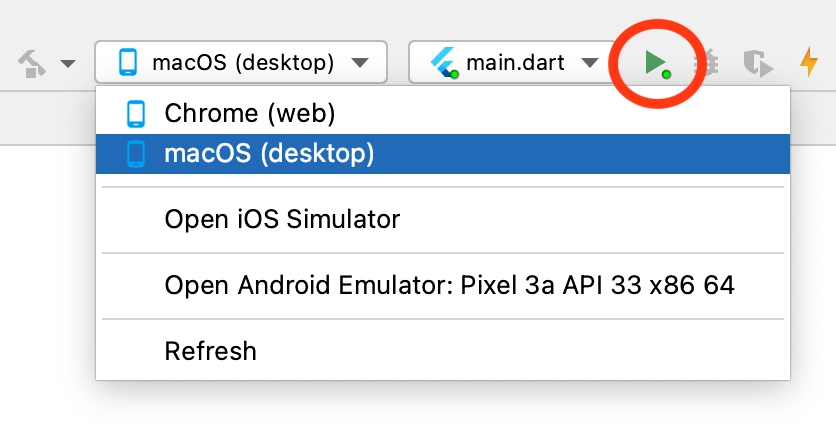 macOS (desktop) main.dart
Chrome (web)
macOS (desktop)
Open iOS Simulator
Open Android Emulator: Pixel 3a API 33 x86 64
Refresh